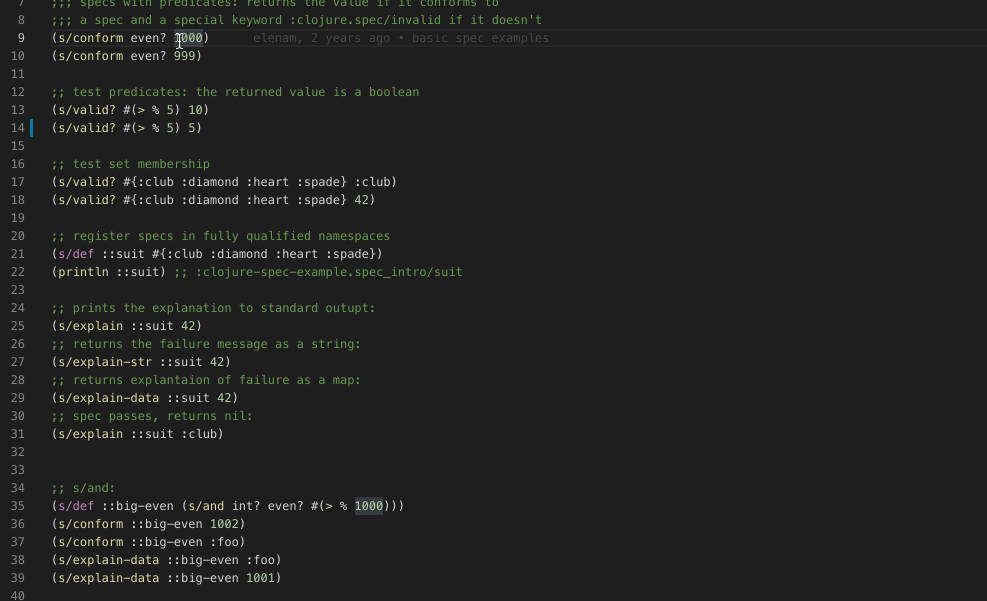 7 ;;; specs with predicates: returns the value if it conforms to
8 ;;; a spec and a special keyword :clojure.spec/invalid if it doesn't
9 (s/conform even? 1000) elenam, 2 years ago • basic spec examples
10 (s/conform even? 999)
11
12 ;; test predicates: the returned value is a boolean
13 (s/valid? #(> % 5) 10)
14 (s/valid? #(> % 5) 5)
15
16 ;; test set membership
17 (s/valid? #{:club :diamond :heart :spade} :club)
18 (s/valid? #{:club :diamond :heart :spade} 42)
19
20 ;; register specs in fully qualified namespaces
21 (s/def ::suit #{:club :diamond :heart :spade})
22 (println ::suit) ;; :clojure-spec-example.spec_intro/suit
23
24 ;; prints the explanation to standard outupt:
25 (s/explain ::suit 42)
26 ;; returns the failure message as a string:
27 (s/explain-str ::suit 42)
28 ;; returns explantaion of failure as a map:
29 (s/explain-data ::suit 42)
30 ;; spec passes, returns nil:
31 (s/explain ::suit :club)
32
33
34 ;; s/and:
35 (s/def ::big-even (s/and int? even? #(> % 1000)))
36 (s/conform ::big-even 1002)
37 (s/conform ::big-even :foo)
38 (s/explain-data ::big-even :foo)
39 (s/explain-data ::big-even 1001)
40